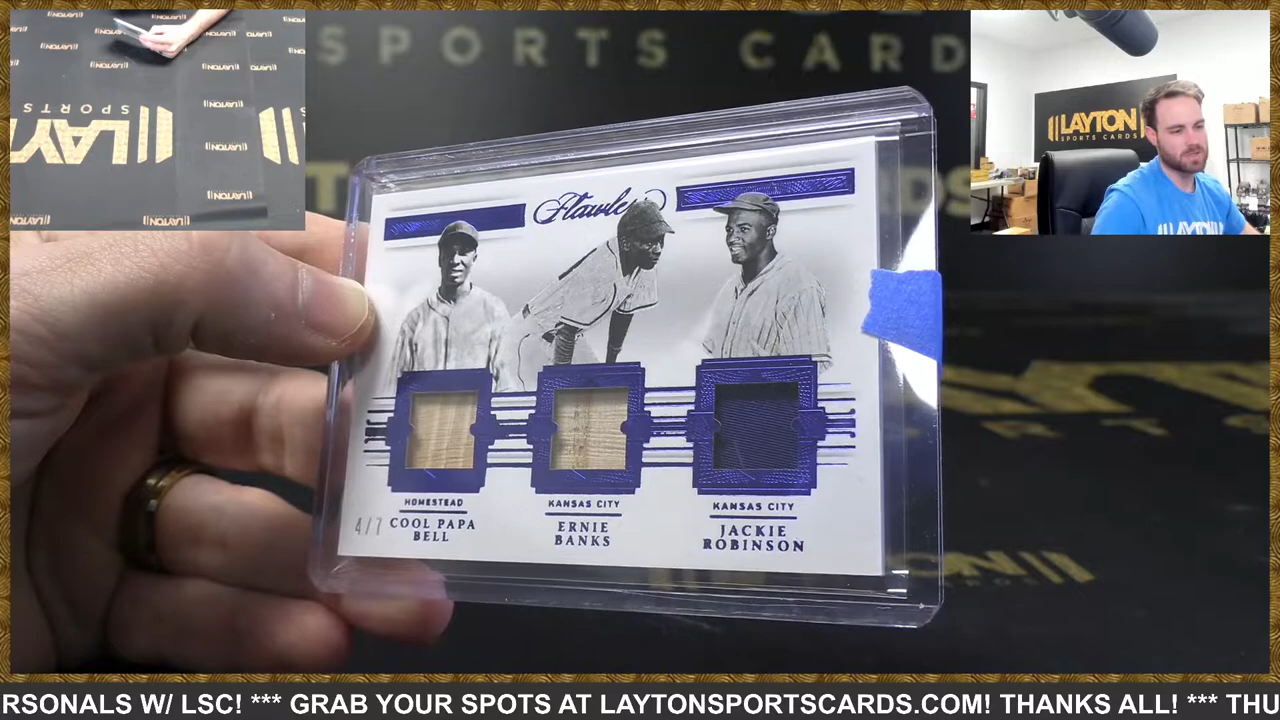 SPORTS CARD
LAYTON
SPORTS CARDS
Flawless
HOMESTEAD
COOL PAPA
BELL
4/7
KANSAS CITY
ERNIE
BANKS
KANSAS CITY
JACKIE
ROBINSON
RSONALS W/ LSC! *** GRAB YOUR SPOTS AT LAYTONSPORTSCARDS.COM! THANKS ALL! *** THU